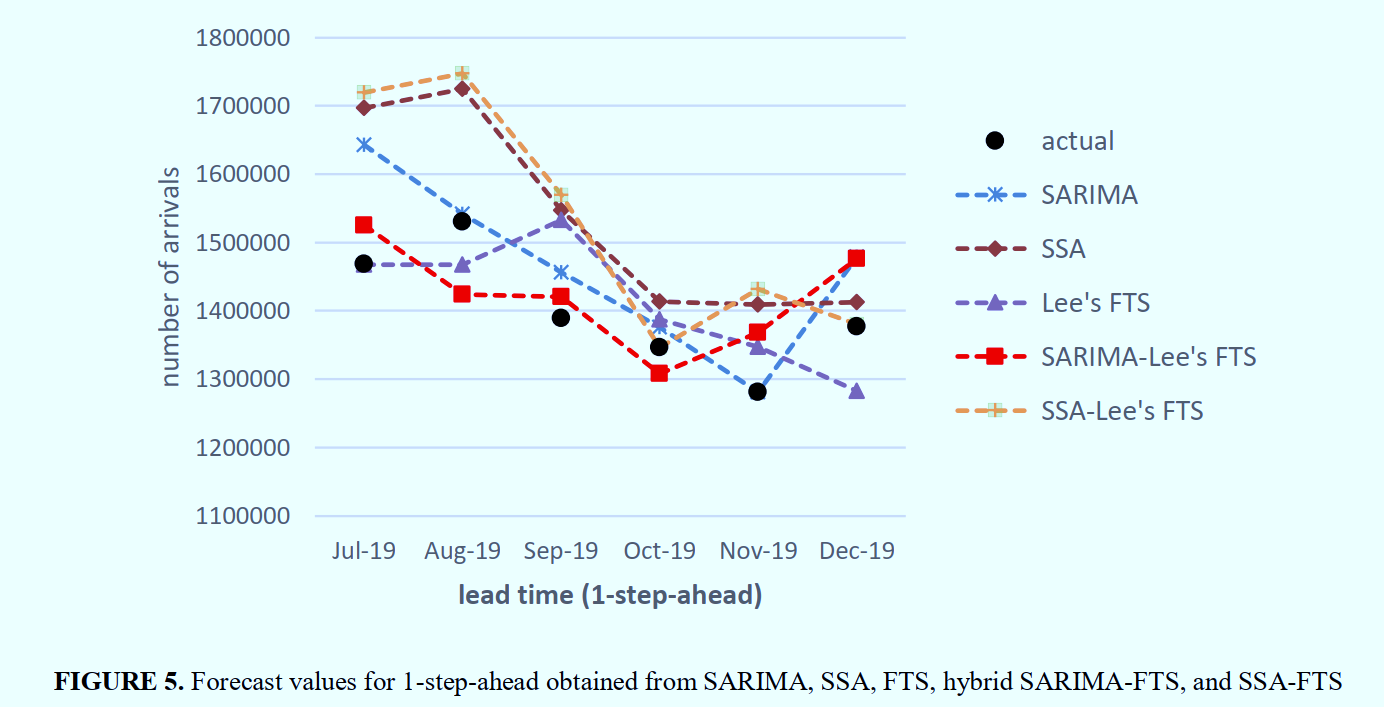 1800000
1700000
1600000
1500000
1400000
1300000
1200000
1100000
number of arrivals
Jul-19 Aug-19 Sep-19 Oct-19 Nov-19 Dec-19
lead time (1-step-ahead)
actual
SARIMA
SSA
Lee's FTS
SARIMA-Lee's FTS
SSA-Lee's FTS
FIGURE 5. Forecast values for 1-step-ahead obtained from SARIMA, SSA, FTS, hybrid SARIMA-FTS, and SSA-FTS